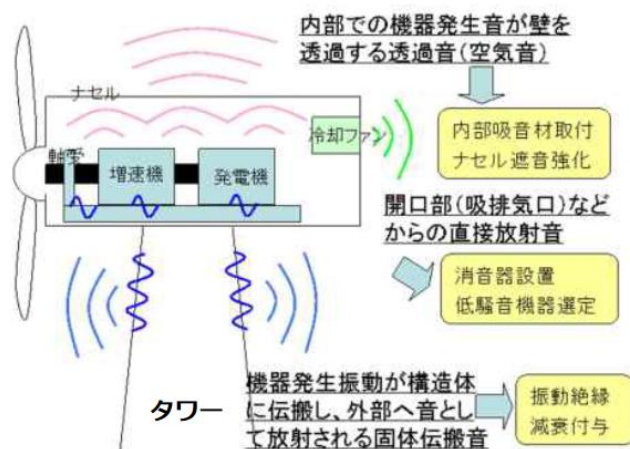 内部での機器発生音が壁を
透過する透過音(空気音)
ナセル
冷却ファン
内部吸音材取付
ナセル遮音強化
軸受
増速機
発電機
開口部(吸排気口)など
からの直接放射音
消音器設置
低騒音機器選定
機器発生振動が構造体
に伝搬し、外部へ音とし
て放射される固体伝搬音
タワー
振動絶縁
減衰付与